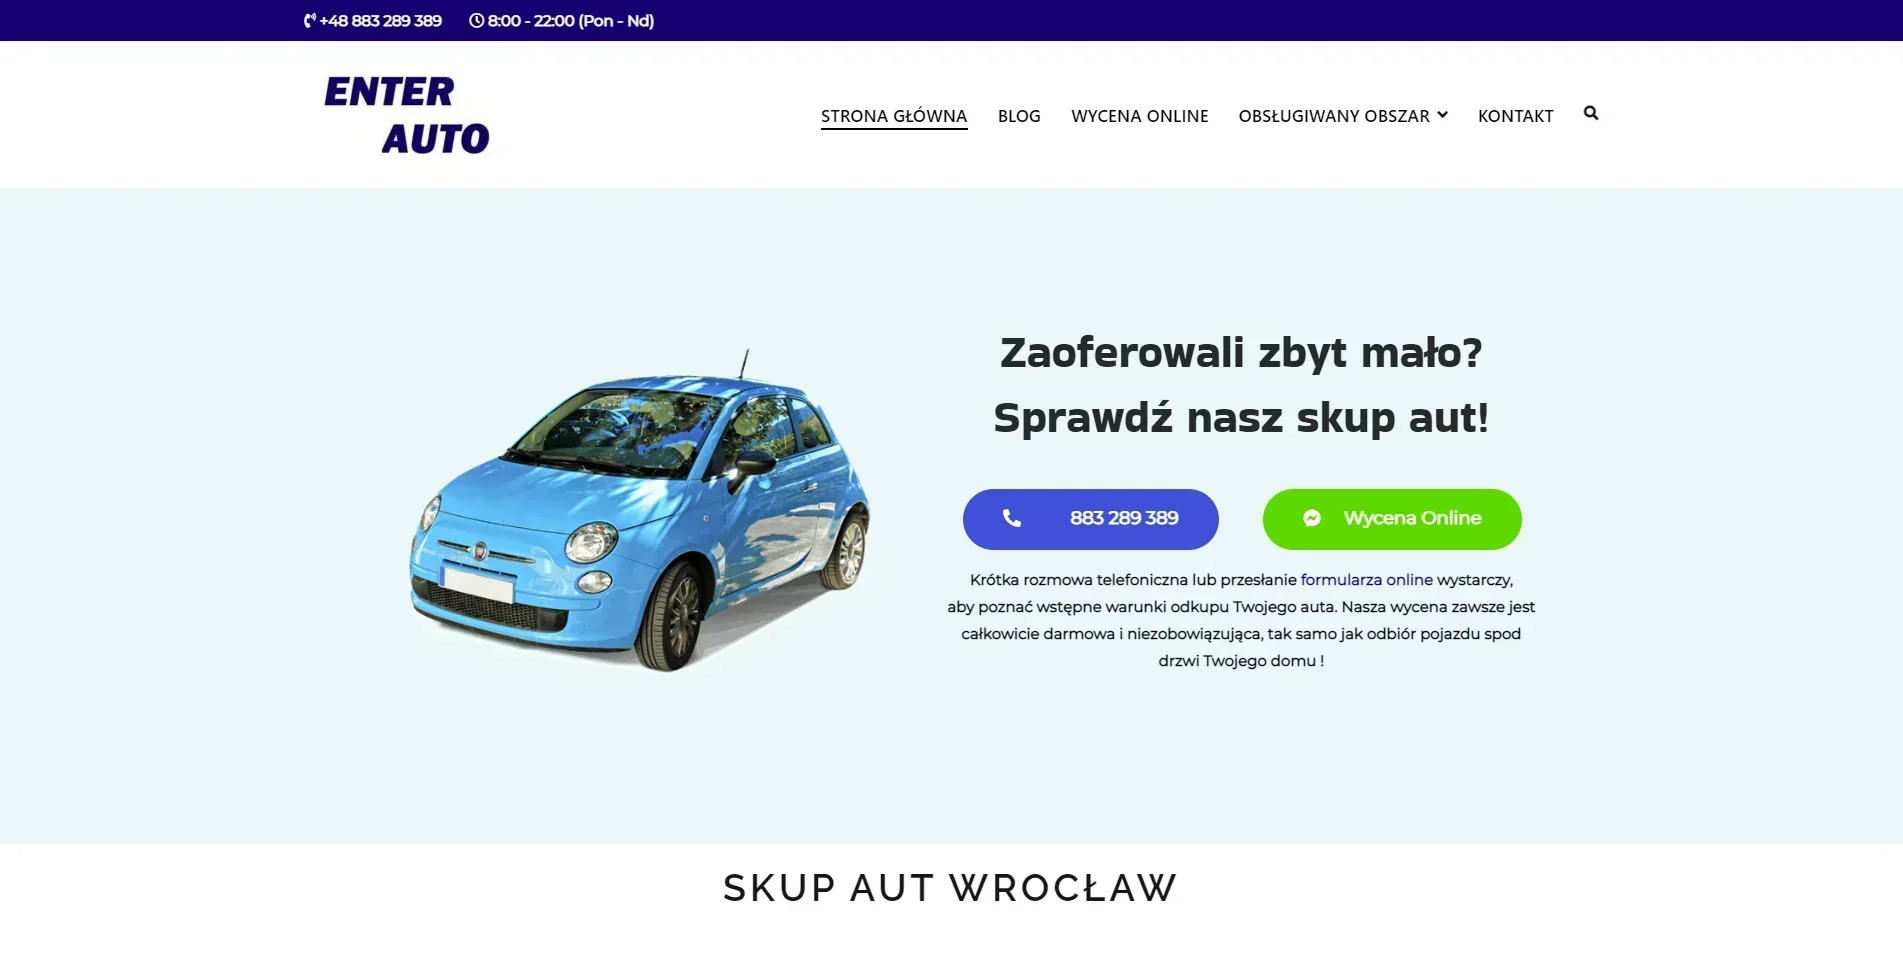 +48 883 289 389 8:00 - 22:00 (Pon - Nd)
ENTER
AUTO
STRONA GŁÓWNA BLOG WYCENA ONLINE OBSŁUGIWANY OBSZAR KONTAKT
Zaoferowali zbyt mało?
Sprawdź nasz skup aut!
883 289 389 Wycena Online
Krótka rozmowa telefoniczna lub przesłanie formularza online wystarczy,
aby poznać wstępne warunki odkupu Twojego auta. Nasza wycena zawsze jest
całkowicie darmowa i niezobowiązująca, tak samo jak odbiór pojazdu spod
drzwi Twojego domu !
SKUP AUT WROCŁAW